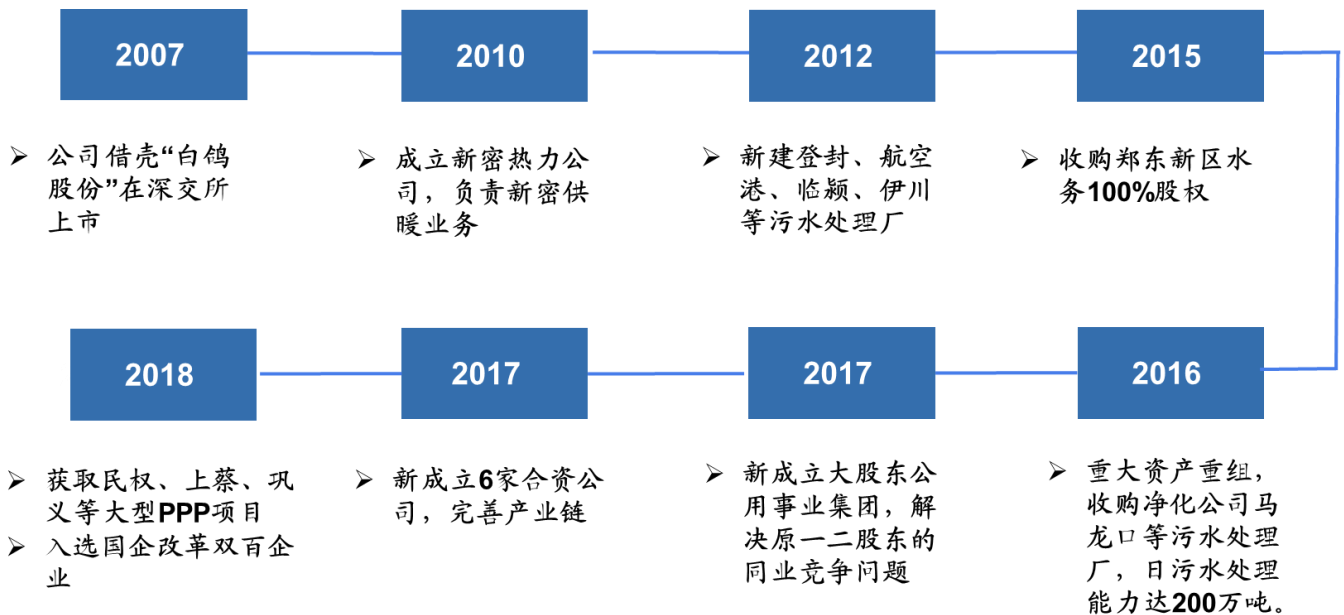 2007
2010
2012
2015
➢ 公司借壳“白鸽
股份”在深交所
上市
➢ 成立新密热力公
司，负责新密供
暖业务
➢ 新建登封、航空
港、临颍、伊川
等污水处理厂
➢ 收购郑东新区水
务100%股权
2018
2017
2017
2016
➢ 获取民权、上蔡、巩
义等大型PPP项目
➢ 入选国企改革双百企
业
➢ 新成立6家合资公
司，完善产业链
➢ 新成立大股东公
用事业集团，解
决原一二股东的
同业竞争问题
➢ 重大资产重组，
收购净化公司马
龙口等污水处理
厂，日污水处理
能力达200万吨。